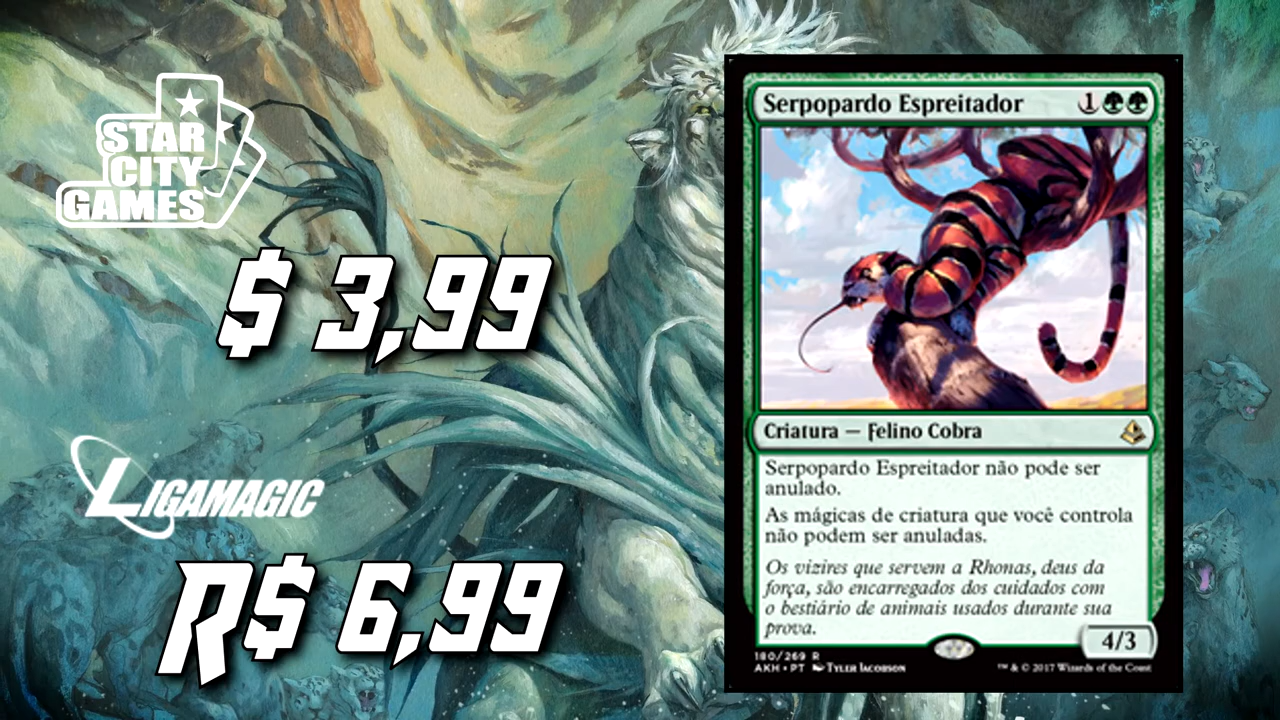 STAR
CITY
GAMES
$ 3,99
LIGAMAGIC
R$ 6,99
Serpopardo Espreitador 1
Criatura — Felino Cobra
Serpopardo Espreitador não pode ser
anulado.
As mágicas de criatura que você controla
não podem ser anuladas.
Os vizires que servem a Rhonas, deus da
força, são encarregados dos cuidados com
o bestiário de animais usados durante sua
prova.
4/3
180/269 R
AKH • PT Tyler Jacobson
™ & © 2017 Wizards of the Coast